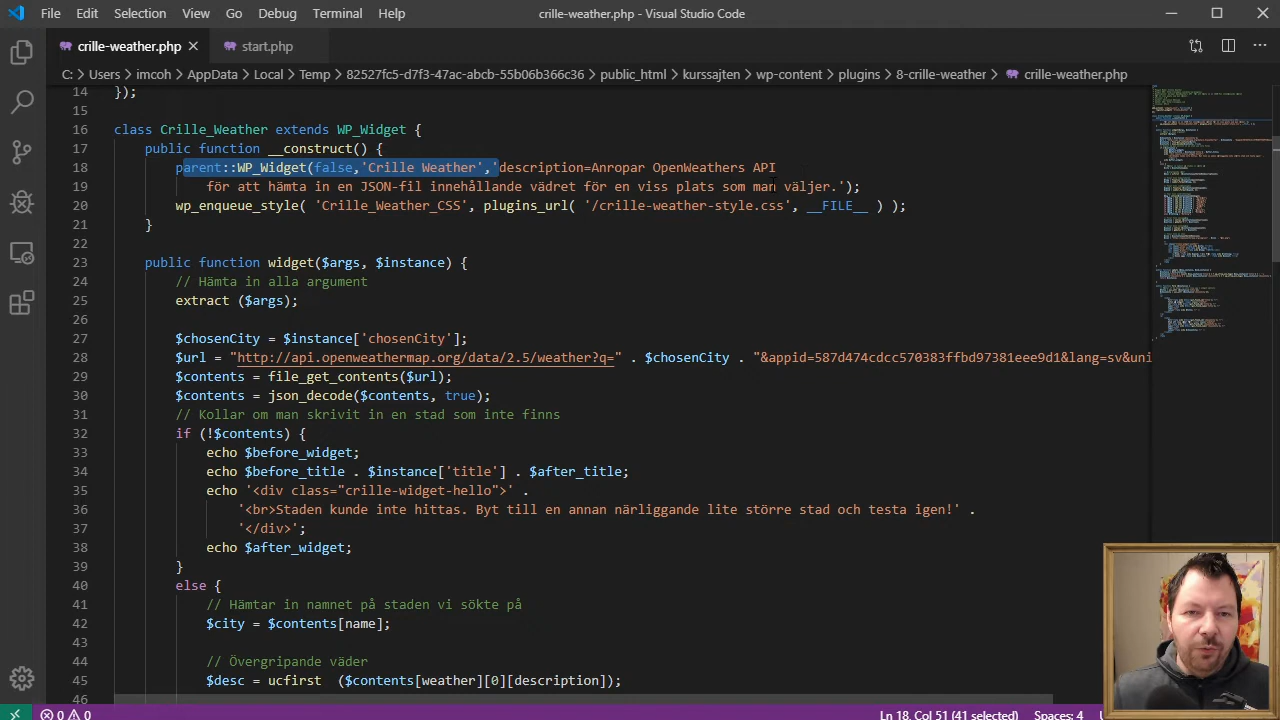 File Edit Selection View Go Debug Terminal Help crille-weather.php - Visual Studio Code
crille-weather.php start.php
C: > Users > imcoh > AppData > Local > Temp > 82527fc5-d7f3-47ac-abcb-55b06b366c36 > public_html > kurssajten > wp-content > plugins > 8-crille-weather > crille-weather.php
14 });
15
16 class Crille_Weather extends WP_Widget {
17 public function __construct() {
18 parent::WP_Widget(false,'Crille Weather','description=Anropar OpenWeathers API
19 för att hämta in en JSON-fil innehållande vädret för en viss plats som man väljer.');
20 wp_enqueue_style( 'Crille_Weather_CSS', plugins_url( '/crille-weather-style.css', __FILE__ ) );
21 }
22
23 public function widget($args, $instance) {
24 // Hämta in alla argument
25 extract ($args);
26
27 $chosenCity = $instance['chosenCity'];
28 $url = "http://api.openweathermap.org/data/2.5/weather?q=" . $chosenCity . "&appid=587d474cdcc570383ffbd97381eee9d1&lang=sv&uni
29 $contents = file_get_contents($url);
30 $contents = json_decode($contents, true);
31 // Kollar om man skrivit in en stad som inte finns
32 if (!$contents) {
33 echo $before_widget;
34 echo $before_title . $instance['title'] . $after_title;
35 echo '<div class="crille-widget-hello">' .
36 '<br>Staden kunde inte hittas. Byt till en annan närliggande lite större stad och testa igen!' .
37 '</div>';
38 echo $after_widget;
39 }
40 else {
41 // Hämtar in namnet på staden vi sökte på
42 $city = $contents[name];
43
44 // Övergripande väder
45 $desc = ucfirst ($contents[weather][0][description]);
46
0 0 Ln 18, Col 51 (41 selected) Spaces: 4